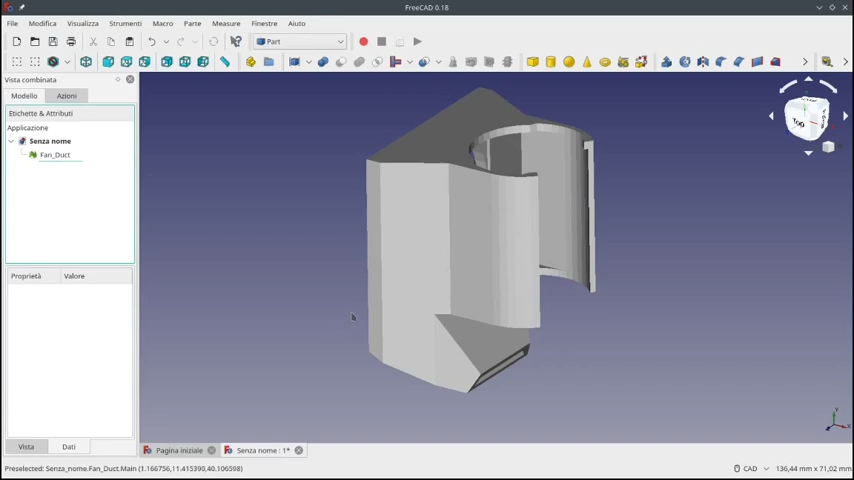 FreeCAD 0.18
File Modifica Visualizza Strumenti Macro Parte Measure Finestre Aiuto
Part
Vista combinata
Modello Azioni
Etichette & Attributi
Applicazione
Senza nome
Fan_Duct
Proprietà Valore
Top
Vista Dati
Pagina iniziale Senza nome : 1*
Preselected: Senza_nome.Fan_Duct.Main (1.166756,11.415390,40.106598) CAD 136,44 mm x 71,02 mm